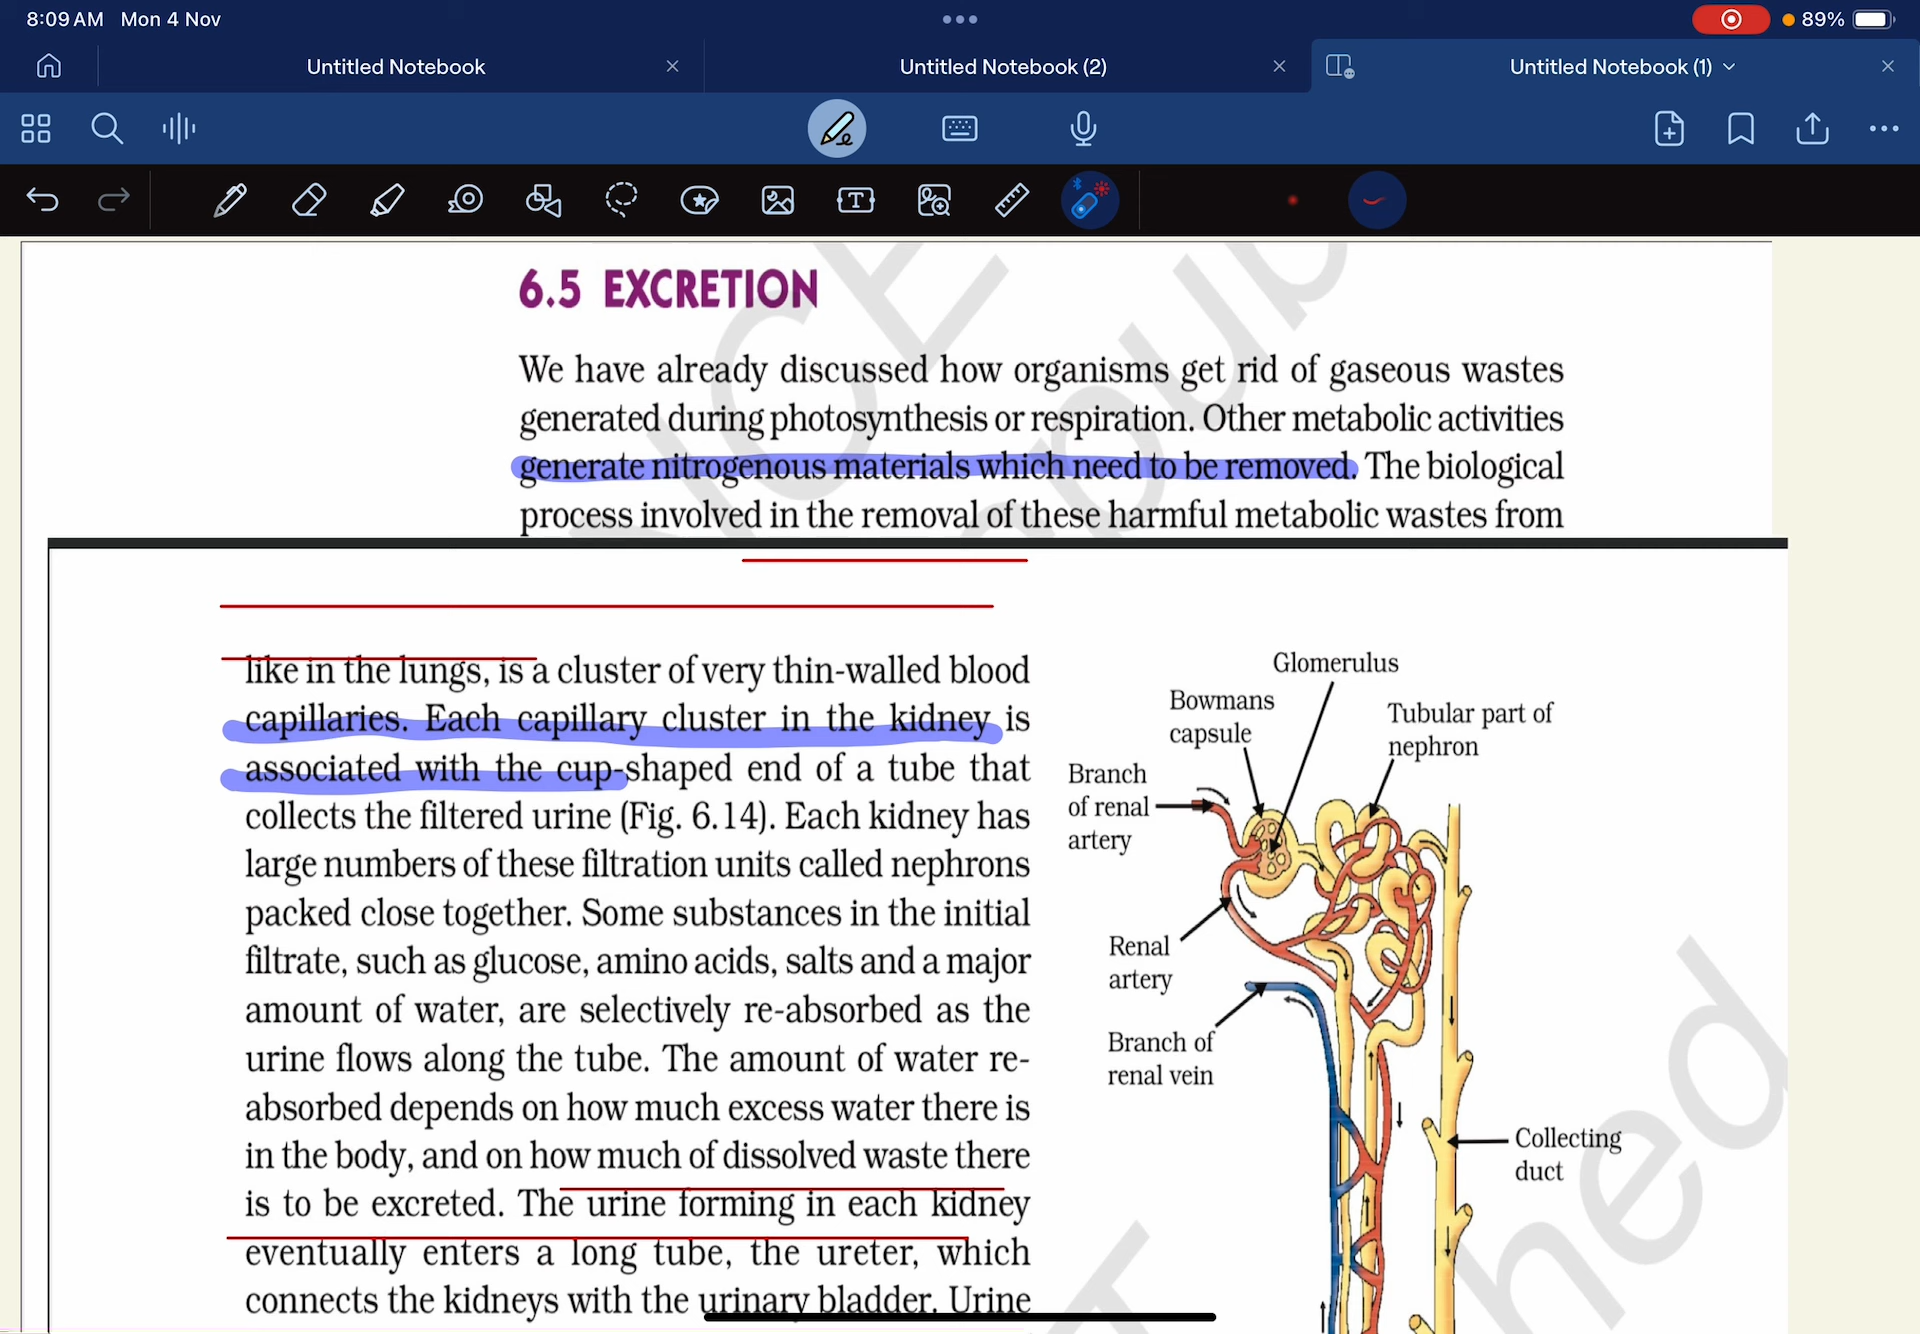 8:09 AM Mon 4 Nov
89%
Untitled Notebook
Untitled Notebook (2)
Untitled Notebook (1)
T
6.5 EXCRETION
We have already discussed how organisms get rid of gaseous wastes
generated during photosynthesis or respiration. Other metabolic activities
generate nitrogenous materials which need to be removed. The biological
process involved in the removal of these harmful metabolic wastes from
like in the lungs, is a cluster of very thin-walled blood
capillaries. Each capillary cluster in the kidney is
associated with the cup-shaped end of a tube that
collects the filtered urine (Fig. 6.14). Each kidney has
large numbers of these filtration units called nephrons
packed close together. Some substances in the initial
filtrate, such as glucose, amino acids, salts and a major
amount of water, are selectively re-absorbed as the
urine flows along the tube. The amount of water re-
absorbed depends on how much excess water there is
in the body, and on how much of dissolved waste there
is to be excreted. The urine forming in each kidney
eventually enters a long tube, the ureter, which
connects the kidneys with the urinary bladder. Urine
Glomerulus
Bowmans
capsule
Tubular part of
nephron
Branch
of renal
artery
Renal
artery
Branch of
renal vein
Collecting
duct